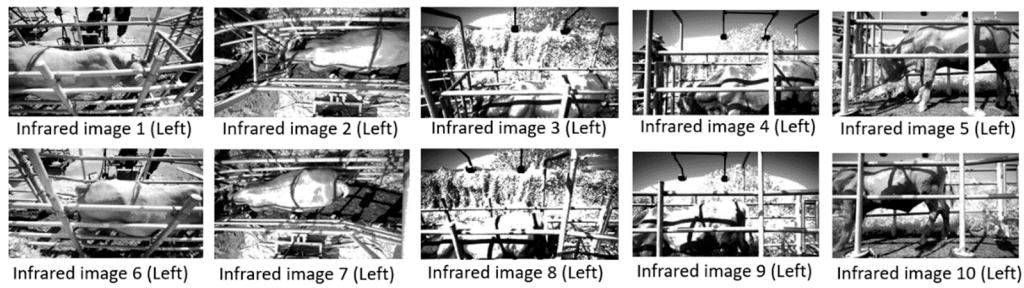 Infrared image 1 (Left)
Infrared image 2 (Left)
Infrared image 3 (Left)
Infrared image 4 (Left)
Infrared image 5 (Left)
Infrared image 6 (Left)
Infrared image 7 (Left)
Infrared image 8 (Left)
Infrared image 9 (Left)
Infrared image 10 (Left)